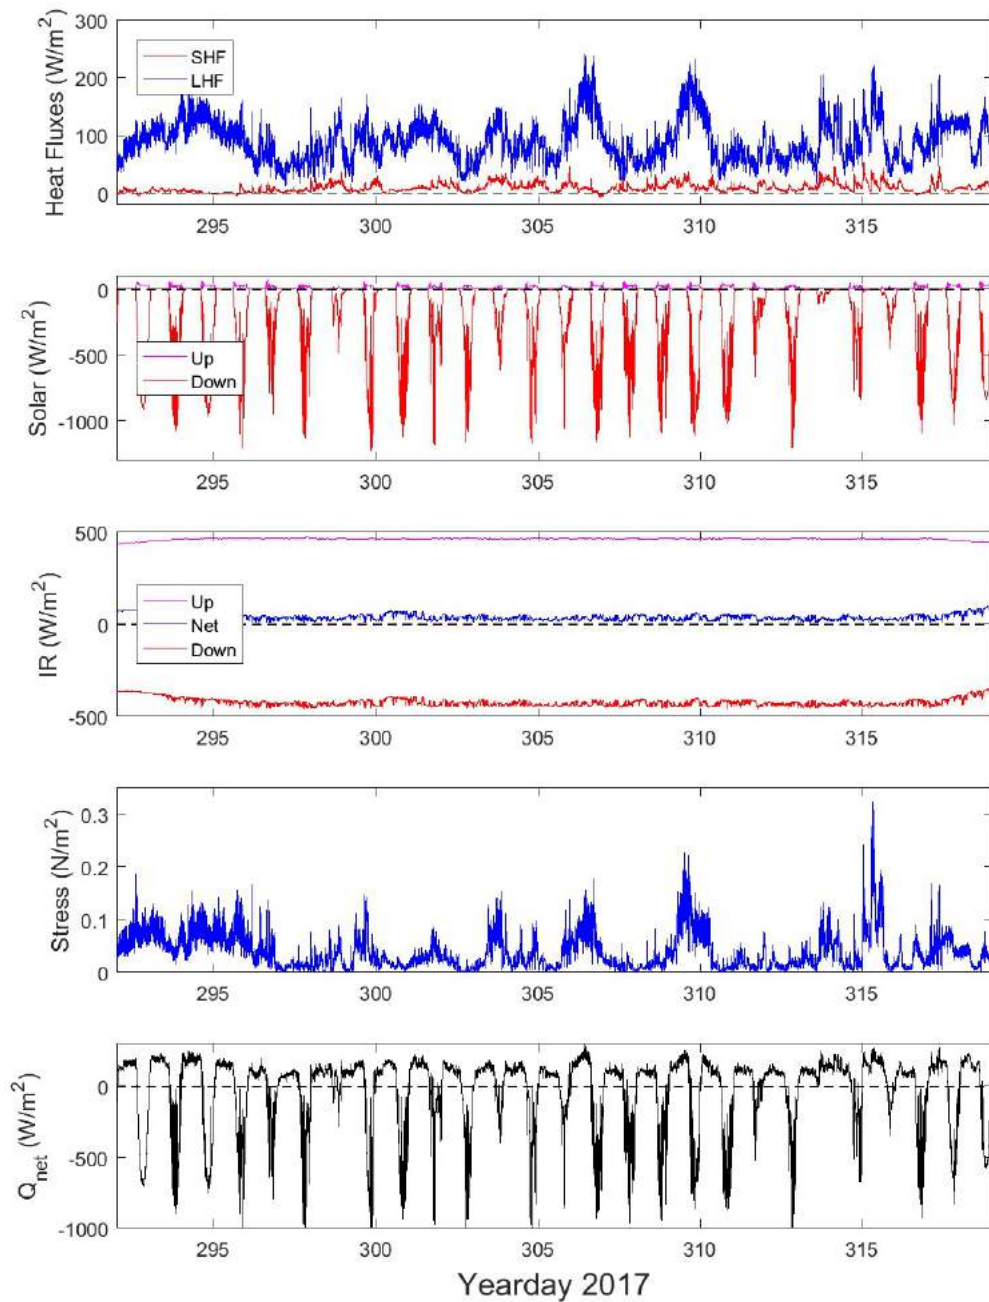 300
200
100
0
Heat Fluxes (W/m²)
SHF
LHF
295 300 305 310 315
0
-500
-1000
Solar (W/m²)
Up
Down
295 300 305 310 315
500
0
-500
IR (W/m²)
Up
Net
Down
295 300 305 310 315
0.3
0.2
0.1
0
Stress (N/m²)
295 300 305 310 315
0
-500
-1000
Qnet (W/m²)
295 300 305 310 315
Yearday 2017